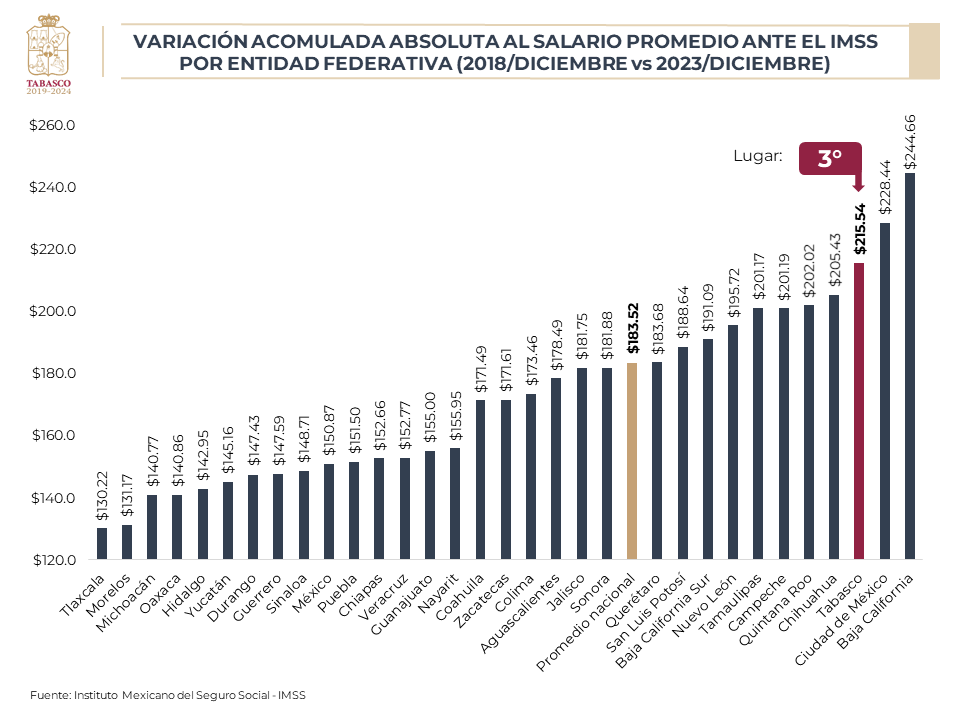 VARIACIÓN ACOMULADA ABSOLUTA AL SALARIO PROMEDIO ANTE EL IMSS
POR ENTIDAD FEDERATIVA (2018/DICIEMBRE vs 2023/DICIEMBRE)
TABASCO
2019-2024
Lugar:
3°
$260.0
$240.0
$220.0
$200.0
$180.0
$160.0
$140.0
$120.0
$130.22
$131.17
$140.77
$140.86
$142.95
$145.16
$147.43
$147.59
$148.71
$150.87
$151.50
$152.66
$152.77
$155.00
$155.95
$171.49
$171.61
$173.46
$178.49
$181.75
$181.88
$183.52
$183.68
$188.64
$191.09
$195.72
$201.17
$201.19
$202.02
$205.43
$215.54
$228.44
$244.66
Tlaxcala
Morelos
Michoacán
Oaxaca
Hidalgo
Yucatán
Durango
Guerrero
Sinaloa
México
Puebla
Chiapas
Veracruz
Guanajuato
Nayarit
Coahuila
Zacatecas
Colima
Aguascalientes
Jalisco
Sonora
Promedio nacional
Querétaro
San Luis Potosí
Baja California Sur
Nuevo León
Tamaulipas
Campeche
Quintana Roo
Chihuahua
Tabasco
Ciudad de México
Baja California
Fuente: Instituto Mexicano del Seguro Social - IMSS